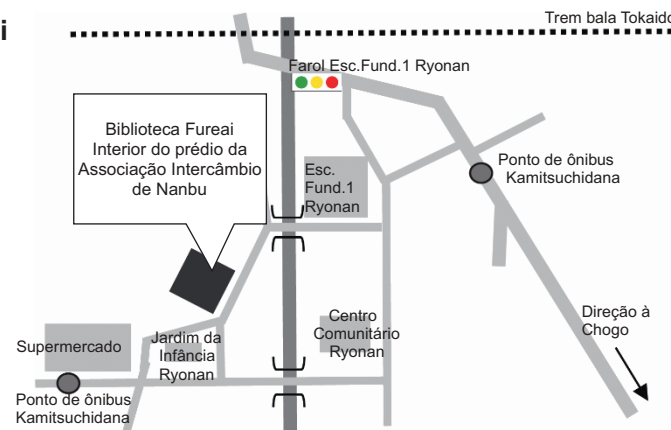 i
Trem bala Tokaido
Farol Esc.Fund.1 Ryonan
Biblioteca Fureai
Interior do prédio da
Associação Intercâmbio
de Nanbu
Esc.
Fund.1
Ryonan
Ponto de ônibus
Kamitsuchidana
Direção à
Chogo
Centro
Comunitário
Ryonan
Jardim da
Infância
Ryonan
Supermercado
Ponto de ônibus
Kamitsuchidana